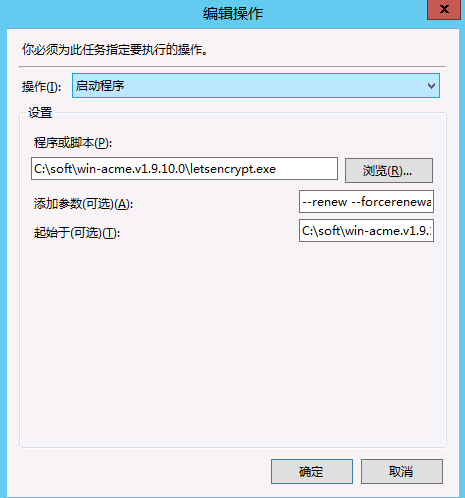 编辑操作
x
你必须为此任务指定要执行的操作。
操作(I): 启动程序
设置
程序或脚本(P):
C:\soft\win-acme.v1.9.10.0\letsencrypt.exe 浏览(R)...
添加参数(可选)(A): --renew --forcerenewa
起始于(可选)(T): C:\soft\win-acme.v1.9.
确定 取消